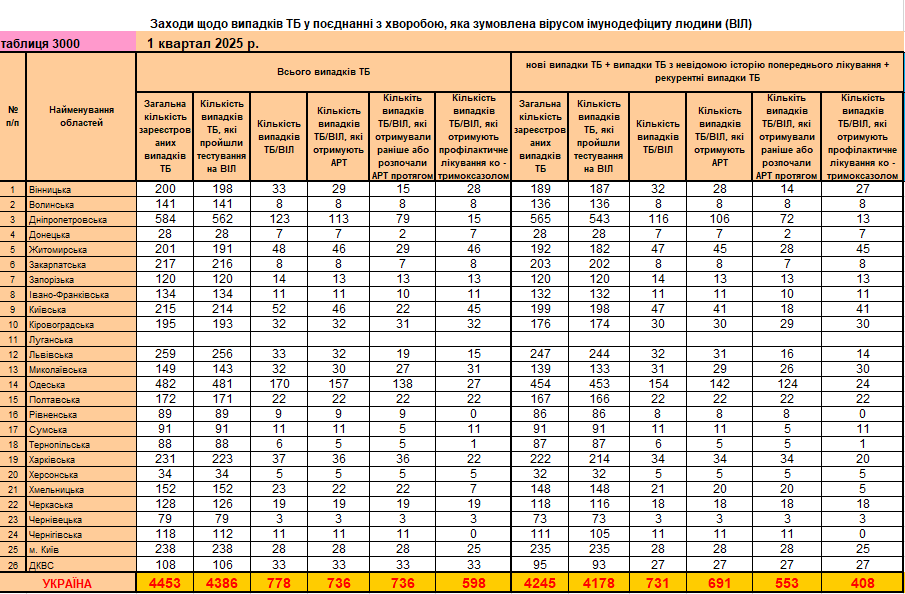 Заходи щодо випадків ТБ у поєднанні з хворобою, яка зумовлена вірусом імунодефіциту людини (ВІЛ)
таблиця 3000 1 квартал 2025 р.
№ п/п Найменування областей Всього випадків ТБ нові випадки ТБ + випадки ТБ з невідомою історію попереднього лікування + рекурентні випадки ТБ
Загальна кількість зареєстрованих випадків ТБ Кількість випадків ТБ, які пройшли тестування на ВІЛ Кількість випадків ТБ/ВІЛ Кількість випадків ТБ/ВІЛ, які отримують АРТ Кількіть випадків ТБ/ВІЛ, які отримували раніше або розпочали АРТ протягом Кількість випадків ТБ/ВІЛ, які отримують профілактичне лікування ко - тримоксазолом Загальна кількість зареєстрованих випадків ТБ Кількість випадків ТБ, які пройшли тестування на ВІЛ Кількість випадків ТБ/ВІЛ Кількість випадків ТБ/ВІЛ, які отримують АРТ Кількіть випадків ТБ/ВІЛ, які отримували раніше або розпочали АРТ протягом Кількість випадків ТБ/ВІЛ, які отримують профілактичне лікування ко - тримоксазолом
1 Вінницька 200 198 33 29 15 28 189 187 32 28 14 27
2 Волинська 141 141 8 8 8 8 136 136 8 8 8 8
3 Дніпропетровська 584 562 123 113 79 15 565 543 116 106 72 13
4 Донецька 28 28 7 7 2 7 28 28 7 7 2 7
5 Житомирська 201 191 48 46 29 46 192 182 47 45 28 45
6 Закарпатська 217 216 8 8 7 8 203 202 8 8 7 8
7 Запорізька 120 120 14 13 13 13 120 120 14 13 13 13
8 Івано-Франківська 134 134 11 11 10 11 132 132 11 11 10 11
9 Київська 215 214 52 46 22 45 199 198 47 41 18 41
10 Кіровоградська 195 193 32 32 31 32 176 174 30 30 29 30
11 Луганська
12 Львівська 259 256 33 32 19 15 247 244 32 31 16 14
13 Миколаївська 149 143 32 30 27 31 139 133 31 29 26 30
14 Одеська 482 481 170 157 138 27 454 453 154 142 124 24
15 Полтавська 172 171 22 22 22 22 167 166 22 22 22 22
16 Рівненська 89 89 9 9 9 0 86 86 8 8 8 0
17 Сумська 91 91 11 11 5 11 91 91 11 11 5 11
18 Тернопільська 88 88 6 5 5 1 87 87 6 5 5 1
19 Харківська 231 223 37 36 36 22 222 214 34 34 34 20
20 Херсонська 34 34 5 5 5 5 32 32 5 5 5 5
21 Хмельницька 152 152 23 22 22 7 148 148 21 20 20 5
22 Черкаська 128 126 19 19 19 19 118 116 18 18 18 18
23 Чернівецька 79 79 3 3 3 3 73 73 3 3 3 3
24 Чернігівська 118 112 11 11 11 0 111 105 11 11 11 0
25 м. Київ 238 238 28 28 28 25 235 235 28 28 28 25
26 ДКВС 108 106 33 33 33 33 95 93 27 27 27 27
УКРАЇНА 4453 4386 778 736 736 598 4245 4178 731 691 553 408